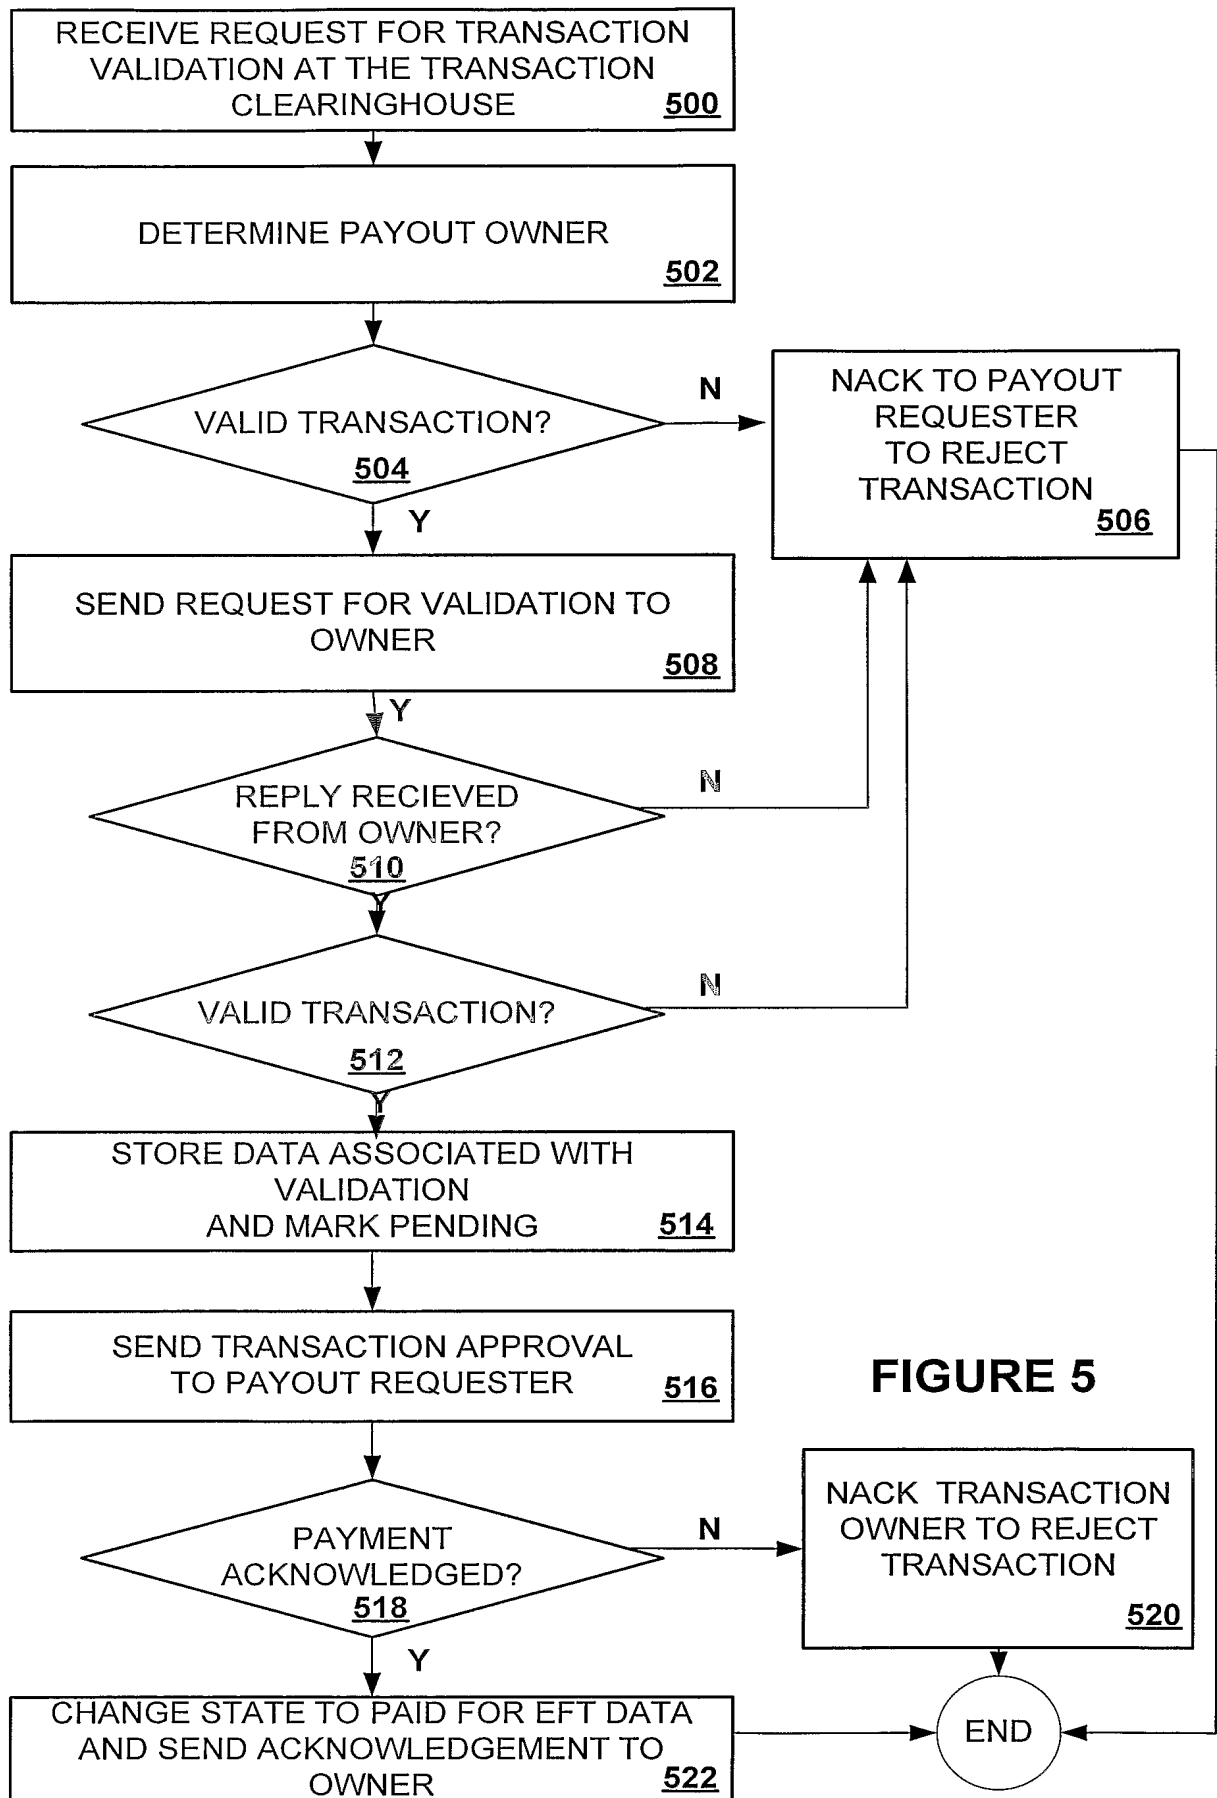 RECEIVE REQUEST FOR TRANSACTION
VALIDATION AT THE TRANSACTION
CLEARINGHOUSE
500
DETERMINE PAYOUT OWNER
502
VALID TRANSACTION?
504
N
Y
NACK TO PAYOUT
REQUESTER
TO REJECT
TRANSACTION
506
SEND REQUEST FOR VALIDATION TO
OWNER
508
Y
REPLY RECIEVED
FROM OWNER?
510
N
Y
VALID TRANSACTION?
512
N
Y
STORE DATA ASSOCIATED WITH
VALIDATION
AND MARK PENDING
514
SEND TRANSACTION APPROVAL
TO PAYOUT REQUESTER
516
FIGURE 5
PAYMENT
ACKNOWLEDGED?
518
N
Y
NACK TRANSACTION
OWNER TO REJECT
TRANSACTION
520
CHANGE STATE TO PAID FOR EFT DATA
AND SEND ACKNOWLEDGEMENT TO
OWNER
522
END